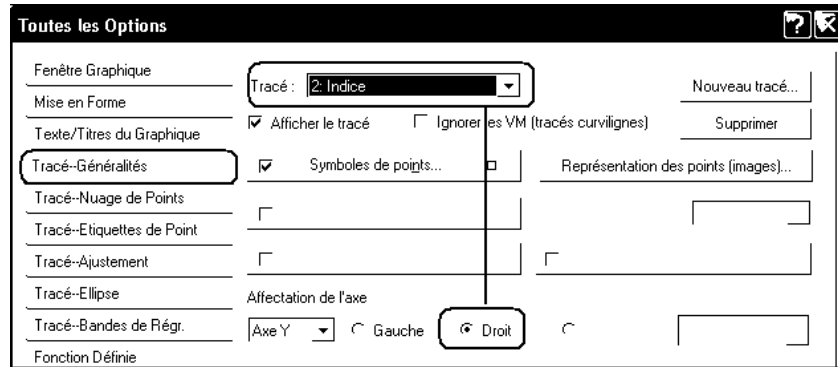 Toutes les Options
Fenêtre Graphique
Mise en Forme
Texte/Titres du Graphique
Tracé--Généralités
Tracé--Nuage de Points
Tracé--Etiquettes de Point
Tracé--Ajustement
Tracé--Ellipse
Tracé--Bandes de Régr.
Fonction Définie
Tracé : 2: Indice
Nouveau tracé...
Afficher le tracé
Ignorer les VM (tracés curvilignes)
Supprimer
Symboles de points...
Représentation des points (images)...
Affectation de l'axe
Axe Y
Gauche
Droit